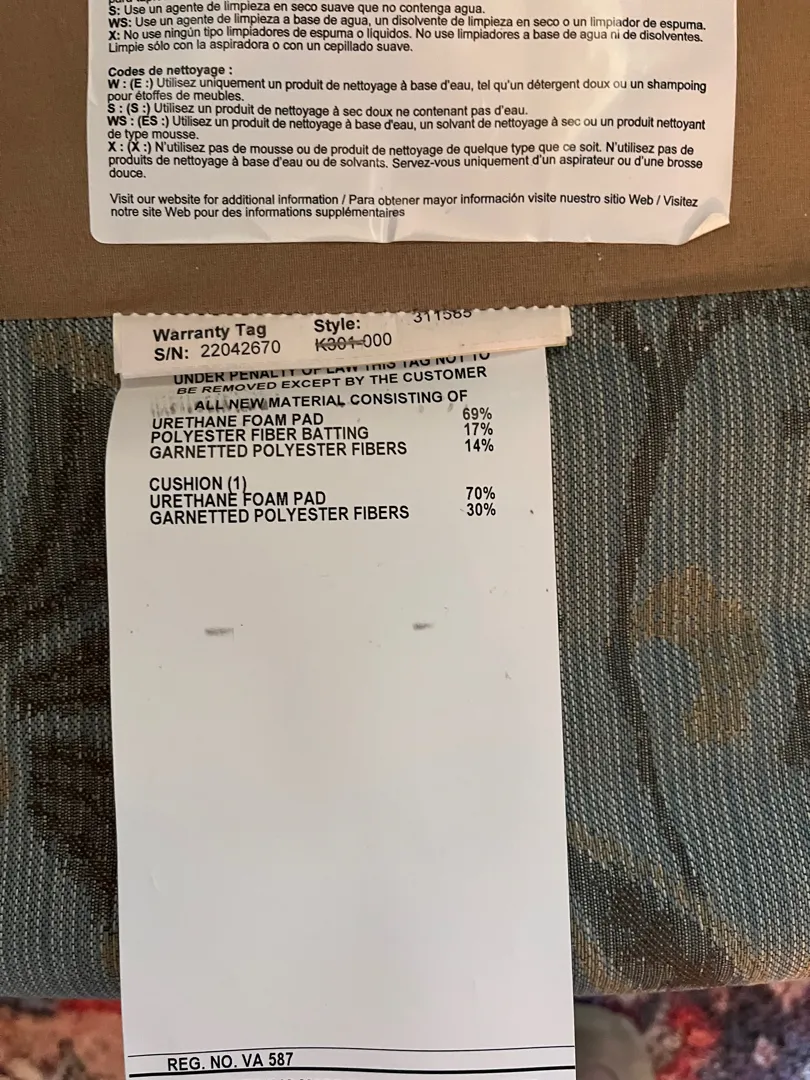 S: Use un agente de limpieza en seco suave que no contenga agua.
WS: Use un agente de limpieza a base de agua, un disolvente de limpieza en seco o un limpiador de espuma.
X: No use ningún tipo limpiadores de espuma o líquidos. No use limpiadores a base de agua ni de disolventes.
Limpie sólo con la aspiradora o con un cepillado suave.
Codes de nettoyage :
W : (E :) Utilisez uniquement un produit de nettoyage à base d'eau, tel qu'un détergent doux ou un shampoing
pour étoffes de meubles.
S : (S :) Utilisez un produit de nettoyage à sec doux ne contenant pas d'eau.
WS : (ES :) Utilisez un produit de nettoyage à base d'eau, un solvant de nettoyage à sec ou un produit nettoyant
de type mousse.
X : (X :) N'utilisez pas de mousse ou de produit de nettoyage de quelque type que ce soit. N'utilisez pas de
produits de nettoyage à base d'eau ou de solvants. Servez-vous uniquement d'un aspirateur ou d'une brosse
douce.
Visit our website for additional information / Para obtener mayor información visite nuestro sitio Web / Visitez
notre site Web pour des informations supplémentaires
Warranty Tag Style: 311565
S/N: 22042670 K301-000
UNDER PENALTY OF LAW THIS TAG NOT TO
BE REMOVED EXCEPT BY THE CUSTOMER
ALL NEW MATERIAL CONSISTING OF
URETHANE FOAM PAD 69%
POLYESTER FIBER BATTING 17%
GARNETTED POLYESTER FIBERS 14%
CUSHION (1)
URETHANE FOAM PAD 70%
GARNETTED POLYESTER FIBERS 30%
REG. NO. VA 587